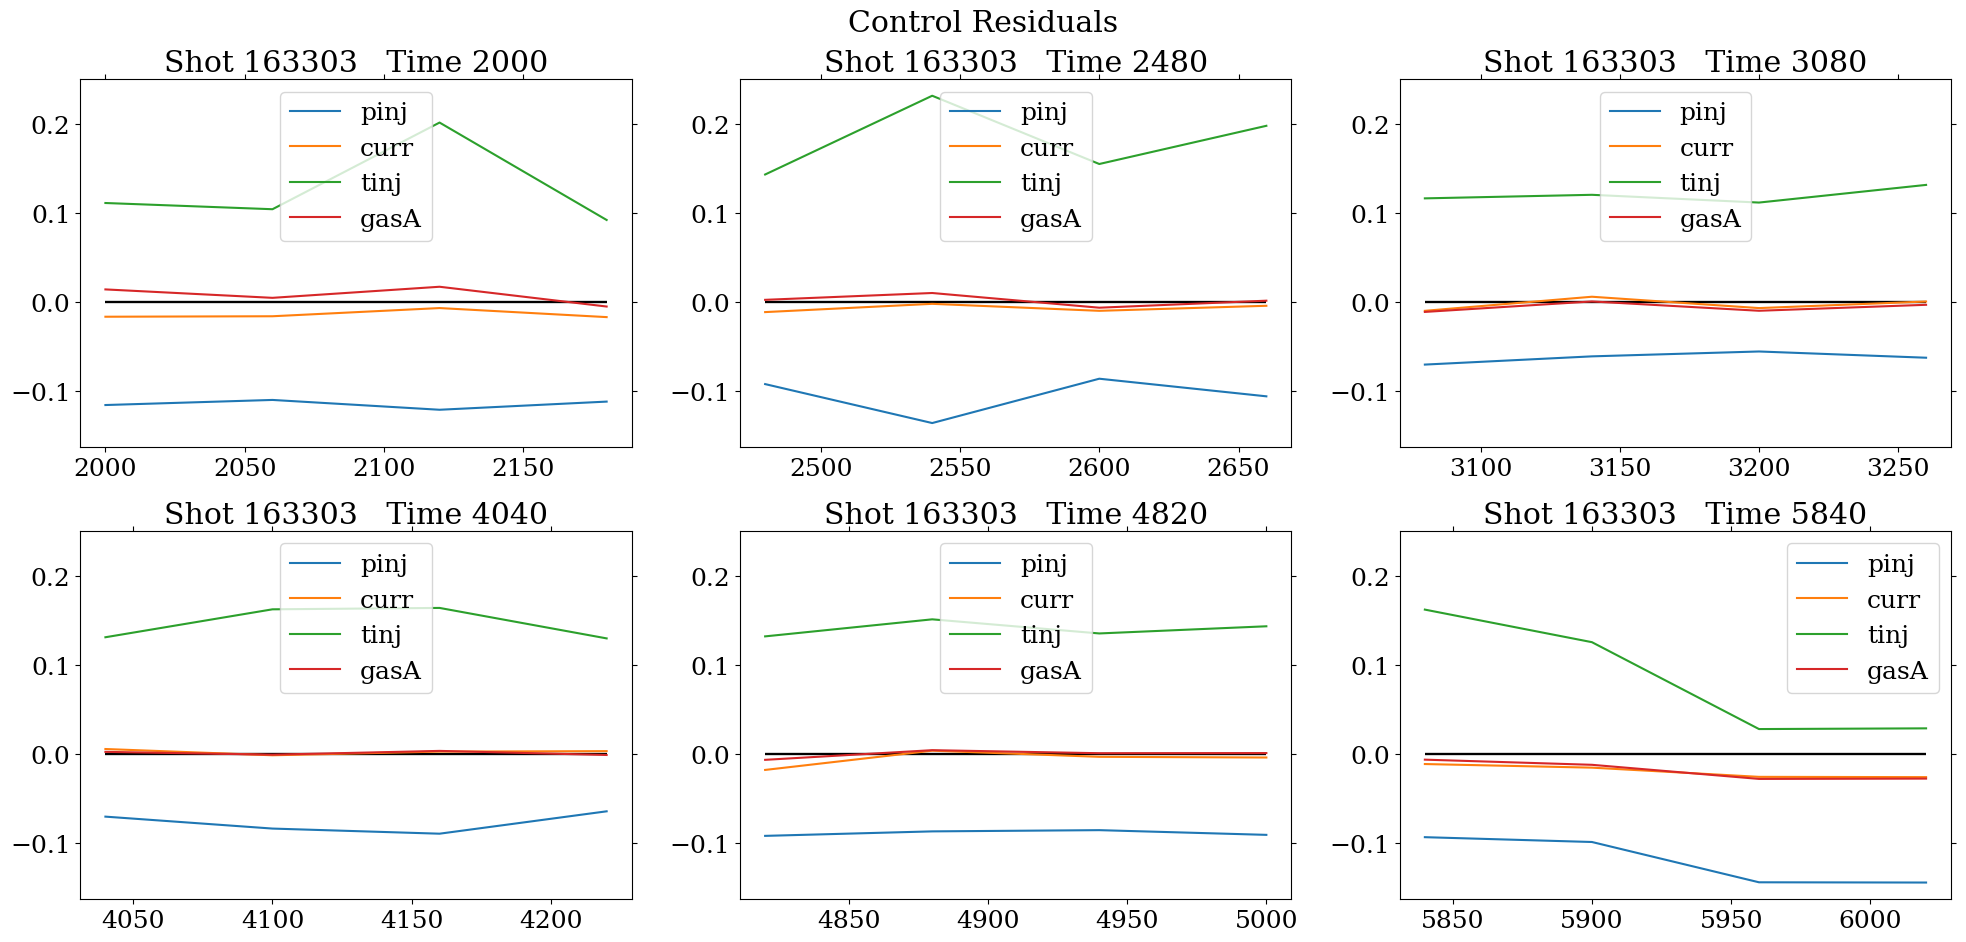 Control Residuals
Shot 163303   Time 2000
Shot 163303   Time 2480
Shot 163303   Time 3080
pinj
curr
tinj
gasA
0.2
0.1
0.0
−0.1
2000 2050 2100 2150
pinj
curr
tinj
gasA
0.2
0.1
0.0
−0.1
2500 2550 2600 2650
pinj
curr
tinj
gasA
0.2
0.1
0.0
−0.1
3100 3150 3200 3250
Shot 163303   Time 4040
Shot 163303   Time 4820
Shot 163303   Time 5840
pinj
curr
tinj
gasA
0.2
0.1
0.0
−0.1
4050 4100 4150 4200
pinj
curr
tinj
gasA
0.2
0.1
0.0
−0.1
4850 4900 4950 5000
pinj
curr
tinj
gasA
0.2
0.1
0.0
−0.1
5850 5900 5950 6000